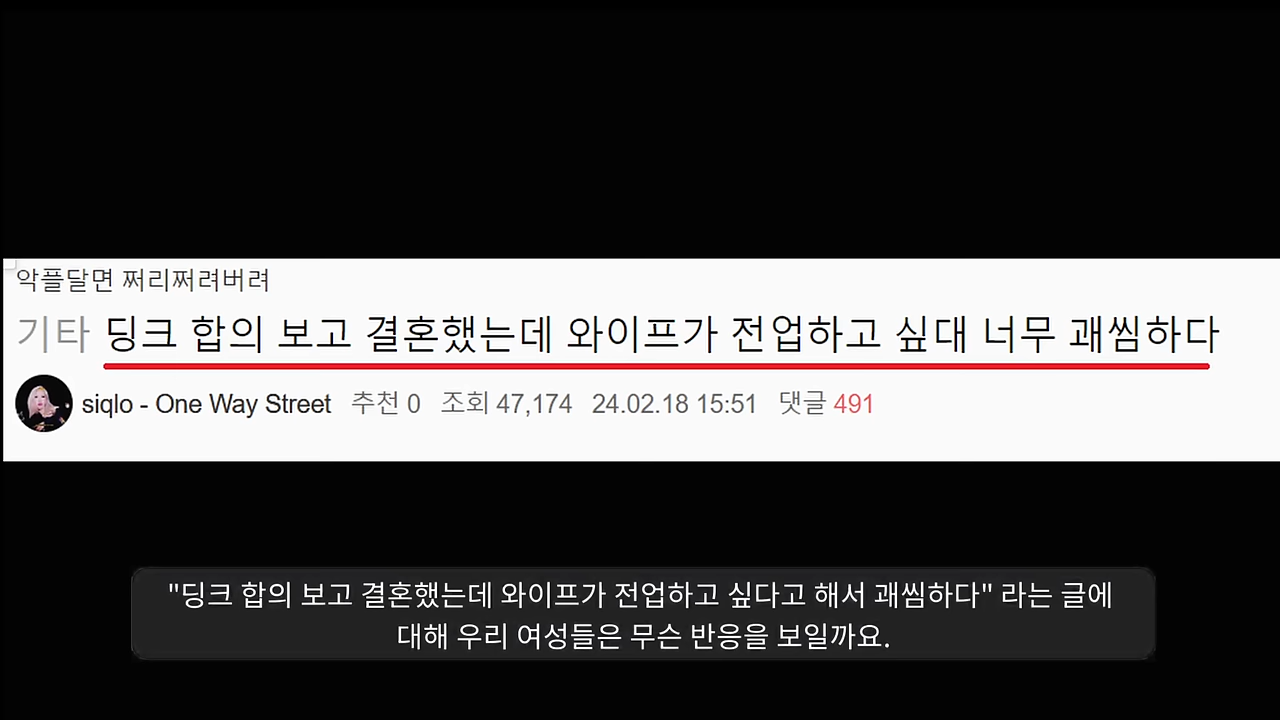 악플달면 쩌리쩌려버려
기타 딩크 합의 보고 결혼했는데 와이프가 전업하고 싶대 너무 괘씸하다
siqlo - One Way Street 추천 0 조회 47,174 24.02.18 15:51 댓글 491
"딩크 합의 보고 결혼했는데 와이프가 전업하고 싶다고 해서 괘씸하다" 라는 글에
대해 우리 여성들은 무슨 반응을 보일까요.